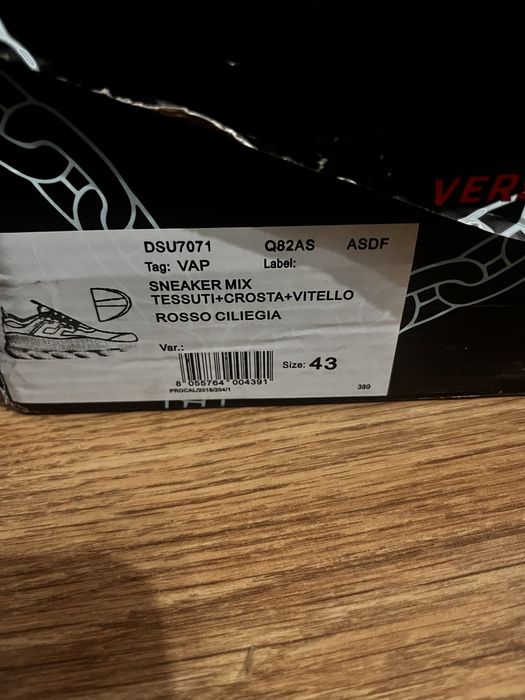 DSU7071 Q82AS ASDF
Tag: VAP Label:
SNEAKER MIX
TESSUTI+CROSTA+VITELLO
ROSSO CILIEGIA
Var.:
Size: 43
8 055764 004391
PROCAL/2018/204/1
380